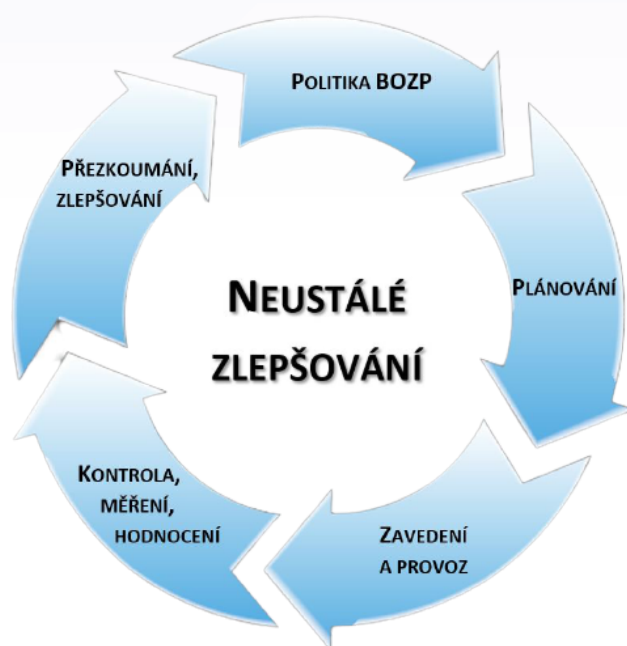 Politika BOZP
Plánování
Zavedení
a provoz
Kontrola,
měření,
hodnocení
Přezkoumání,
zlepšování
Neustálé
zlepšování